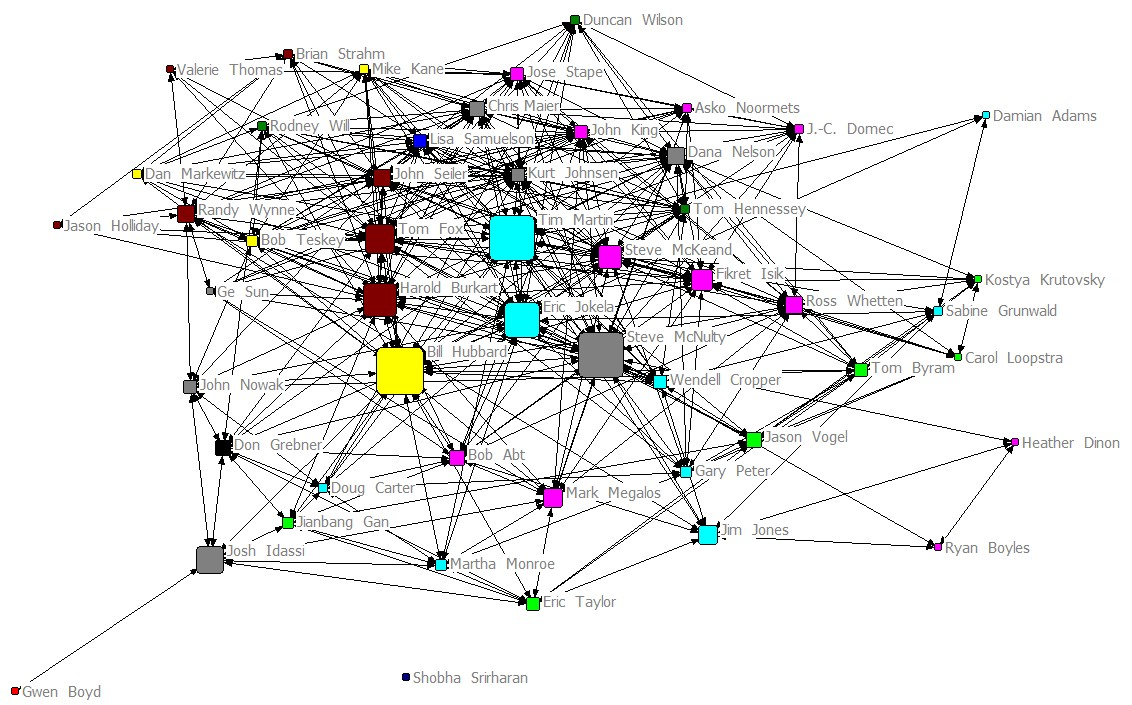 Duncan Wilson
Brian Strahm
Valerie Thomas
Mike Kane
Jose Stape
Chris Maier
Asko Noormets
Damian Adams
Rodney Will
John King
J.-C. Domec
Lisa Samuelson
Dana Nelson
Dan Markewitz
John Seiler
Kurt Johnsen
Randy Wynne
Tom Hennessey
Jason Holliday
Tom Fox
Tim Martin
Bob Teskey
Steve McKeand
Fikret Isik
Kostya Krutovsky
Ge Sun
Harold Burkart
Eric Jokela
Ross Whetten
Sabine Grunwald
Steve McNulty
Bill Hubbard
Carol Loopstra
Tom Byram
John Nowak
Wendell Cropper
Don Grebner
Jason Vogel
Heather Dinon
Bob Abt
Gary Peter
Doug Carter
Mark Megalos
Jianbang Gan
Jim Jones
Josh Idassi
Ryan Boyles
Martha Monroe
Eric Taylor
Shobha Srirharan
Gwen Boyd